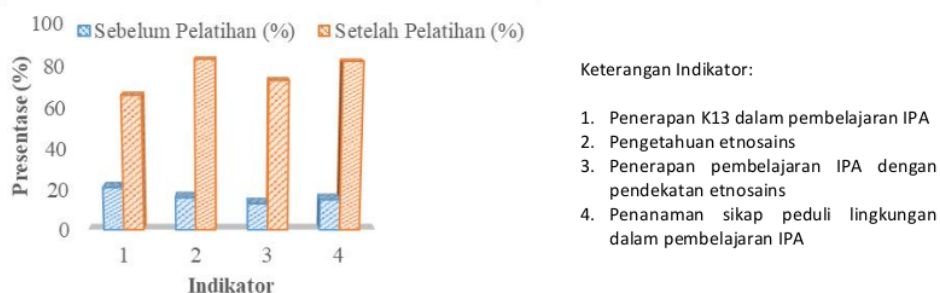 100
Sebelum Pelatihan (%) Setelah Pelatihan (%)
80
60
40
20
0
Presentase (%)
1 2 3 4
Indikator
Keterangan Indikator:
1. Penerapan K13 dalam pembelajaran IPA
2. Pengetahuan etnosains
3. Penerapan pembelajaran IPA dengan
pendekatan etnosains
4. Penanaman sikap peduli lingkungan
dalam pembelajaran IPA